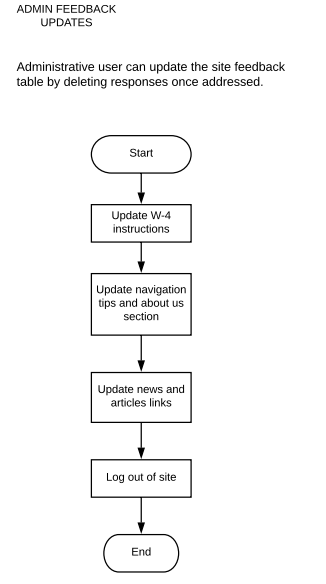 ADMIN FEEDBACK
UPDATES
Administrative user can update the site feedback
table by deleting responses once addressed.
Start
Update W-4
instructions
Update navigation
tips and about us
section
Update news and
articles links
Log out of site
End